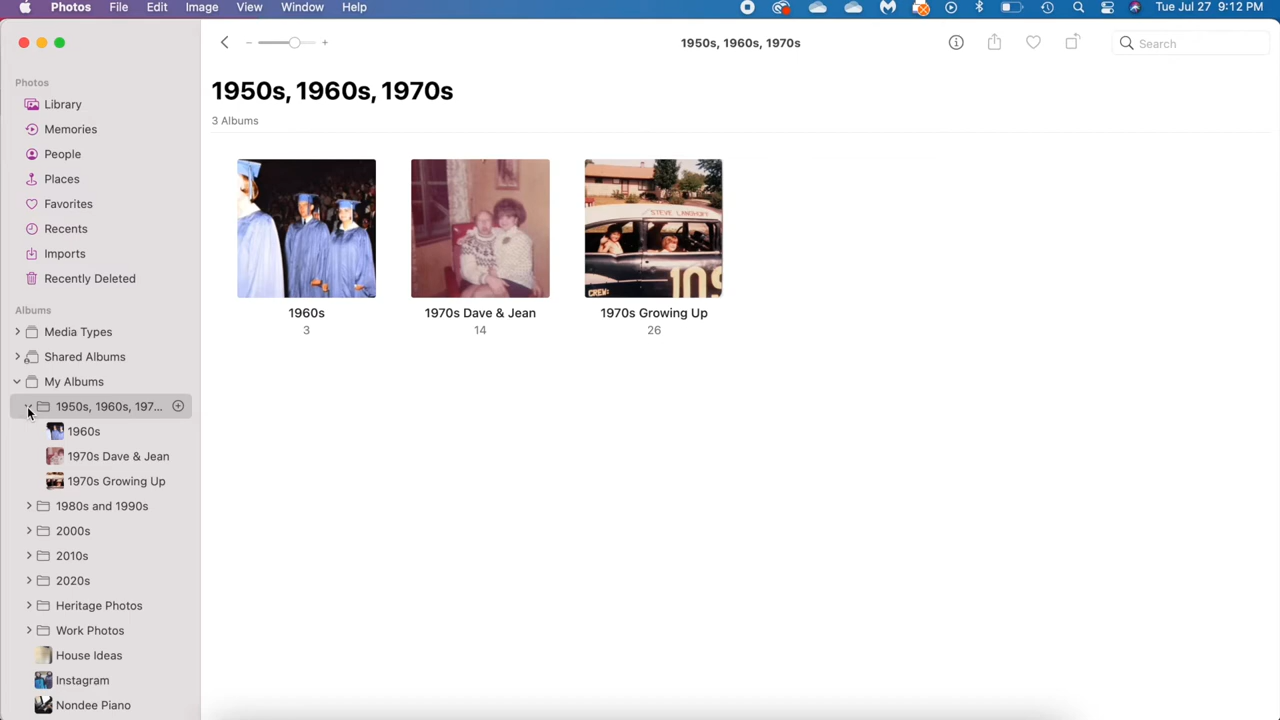 Photos File Edit Image View Window Help Tue Jul 27 9:12 PM
1950s, 1960s, 1970s
Search
Photos
Library
Memories
People
Places
Favorites
Recents
Imports
Recently Deleted
Albums
Media Types
Shared Albums
My Albums
1950s, 1960s, 197...
1960s
1970s Dave & Jean
1970s Growing Up
1980s and 1990s
2000s
2010s
2020s
Heritage Photos
Work Photos
House Ideas
Instagram
Nondee Piano
1950s, 1960s, 1970s
3 Albums
STEVE
CREW:
1960s
3
1970s Dave & Jean
14
1970s Growing Up
26